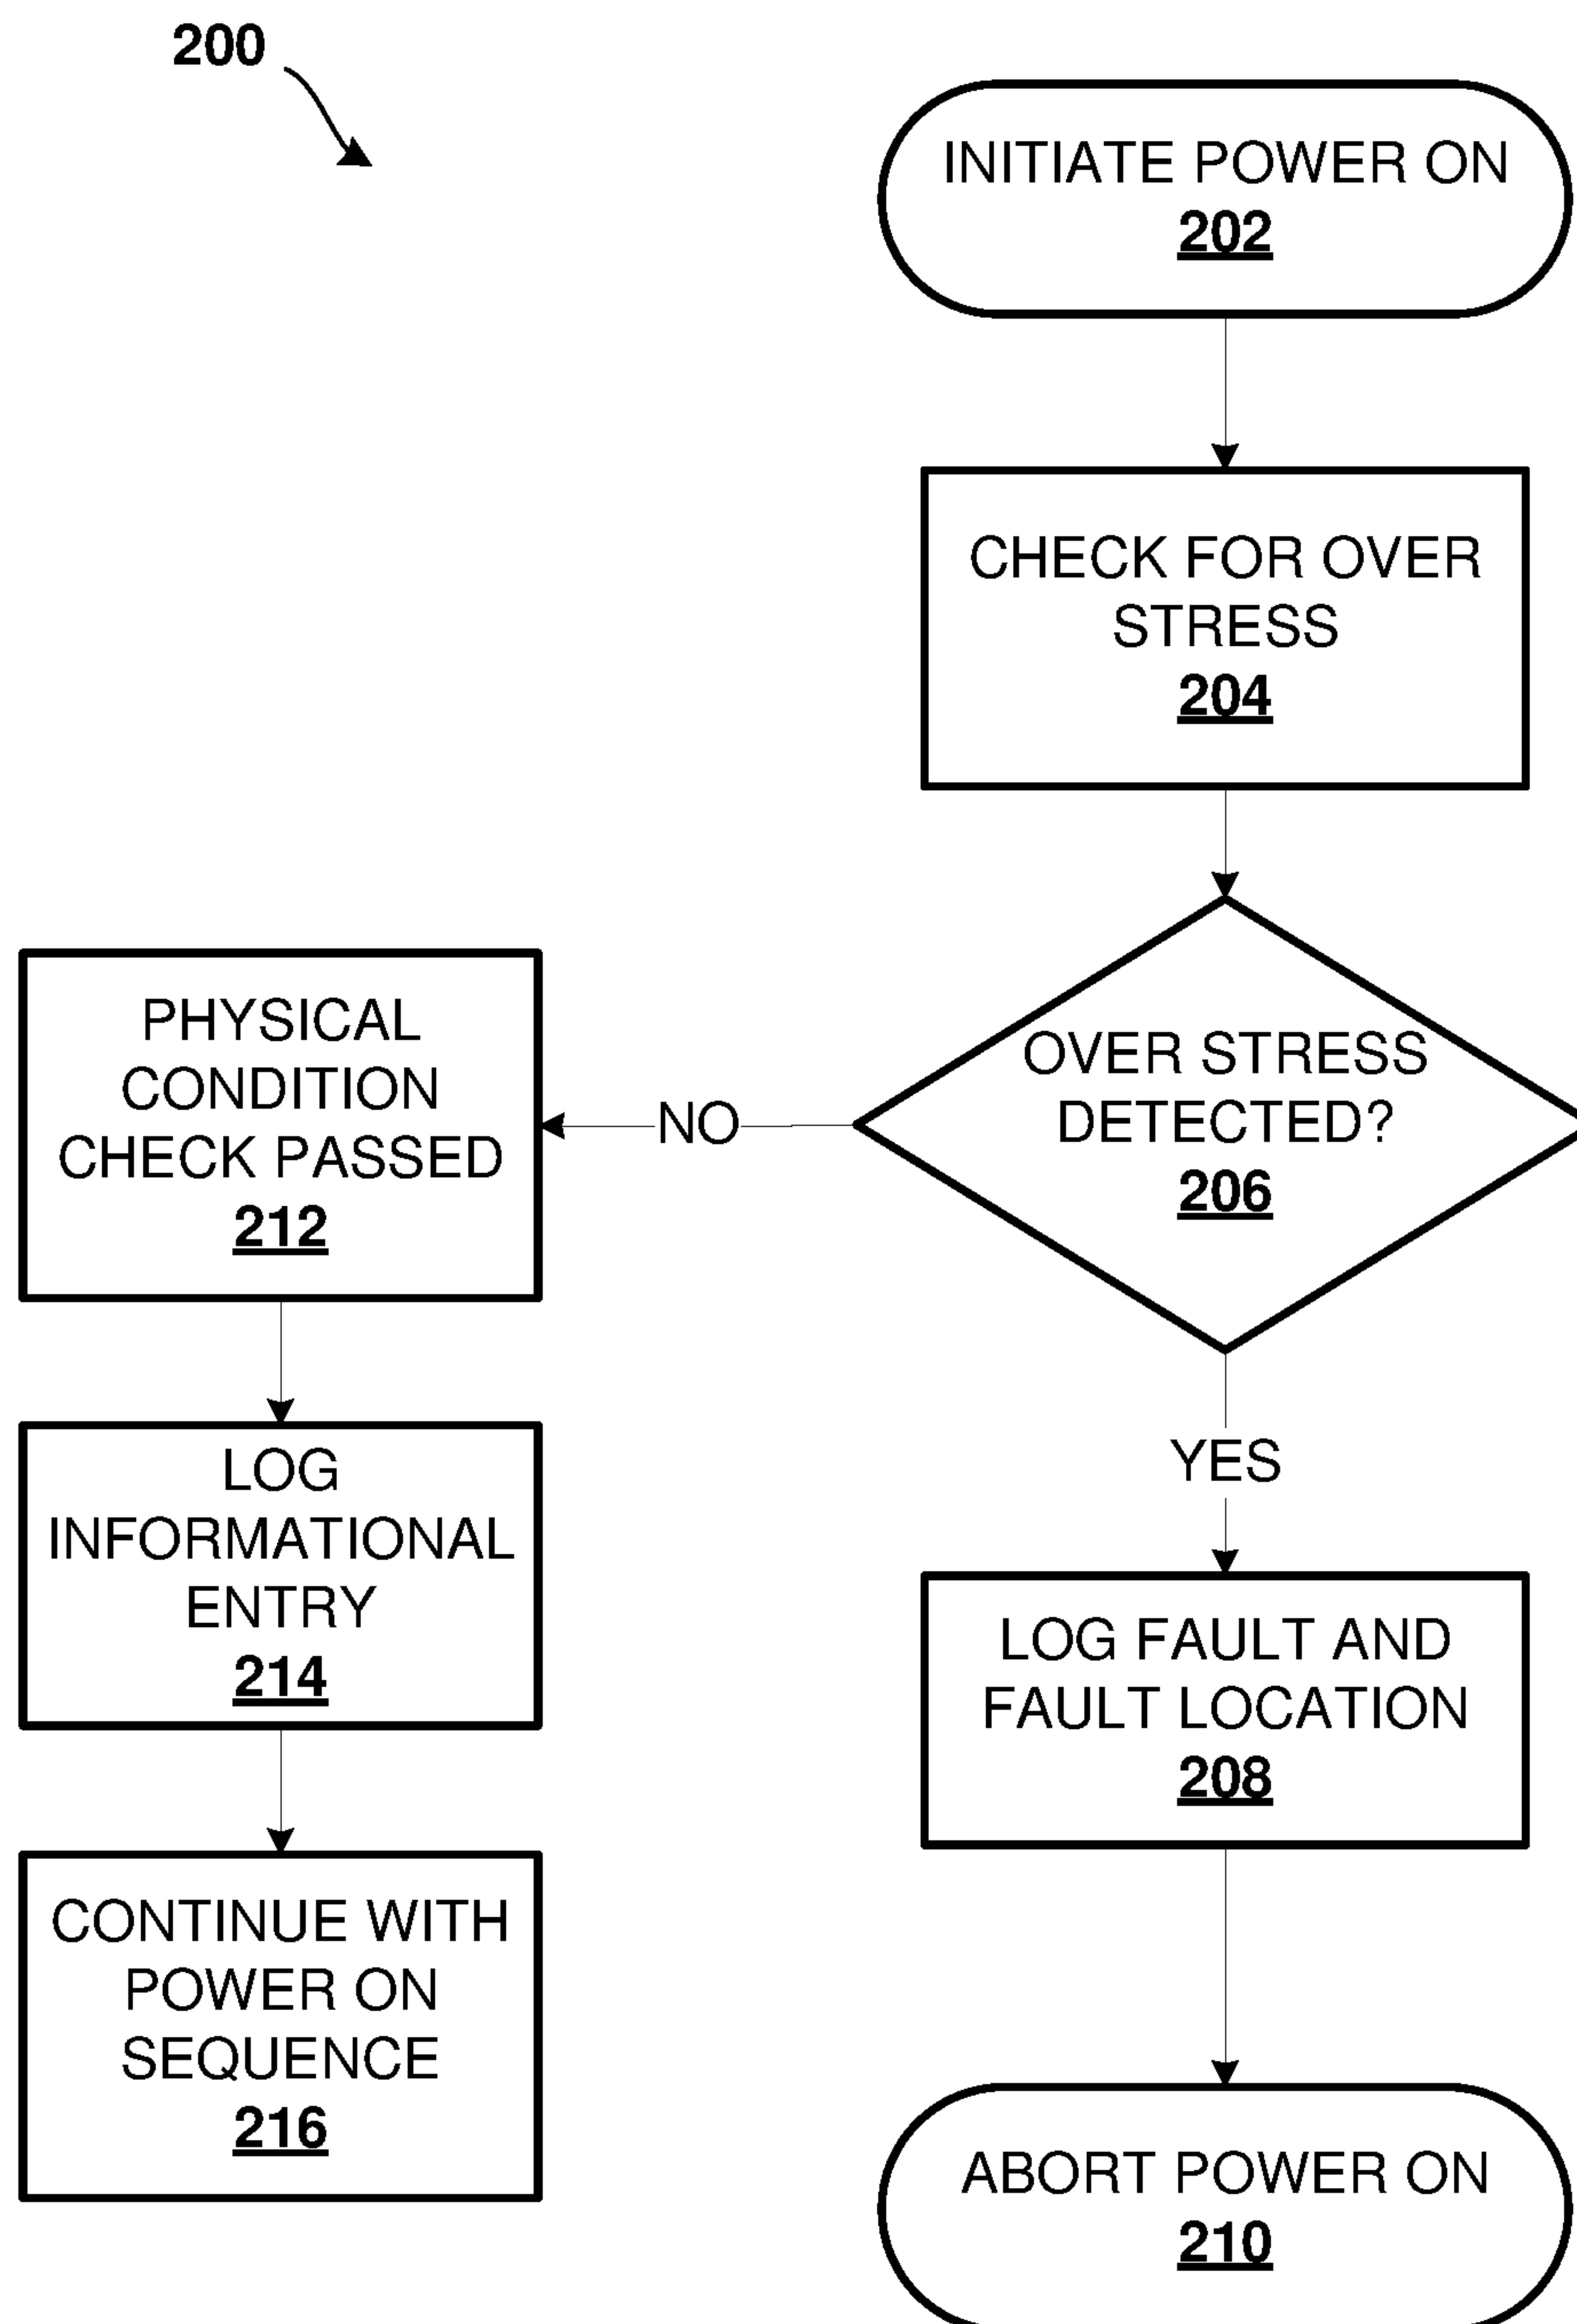 200
INITIATE POWER ON
202
CHECK FOR OVER
STRESS
204
OVER STRESS
DETECTED?
206
NO
PHYSICAL
CONDITION
CHECK PASSED
212
LOG
INFORMATIONAL
ENTRY
214
CONTINUE WITH
POWER ON
SEQUENCE
216
YES
LOG FAULT AND
FAULT LOCATION
208
ABORT POWER ON
210